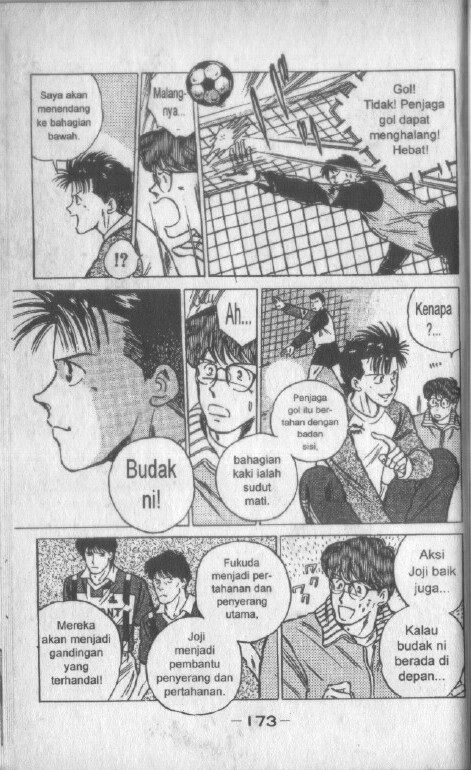 Gol!
Tidak! Penjaga
gol dapat
menghalang!
Hebat!
Malang-
nya...
Saya akan
menendang
ke bahagian
bawah.
!?
Kenapa
?...
Penjaga
gol itu ber-
tahan dengan
badan
sisi,
bahagian
kaki ialah
sudut
mati.
Ah...
Budak
ni!
Aksi
Joji baik
juga...
Kalau
budak ni
berada di
depan...
Fukuda
menjadi per-
tahanan dan
penyerang
utama,
Joji
menjadi
pembantu
penyerang dan
pertahanan.
Mereka
akan menjadi
gandingan
yang
terhandal!
-173-